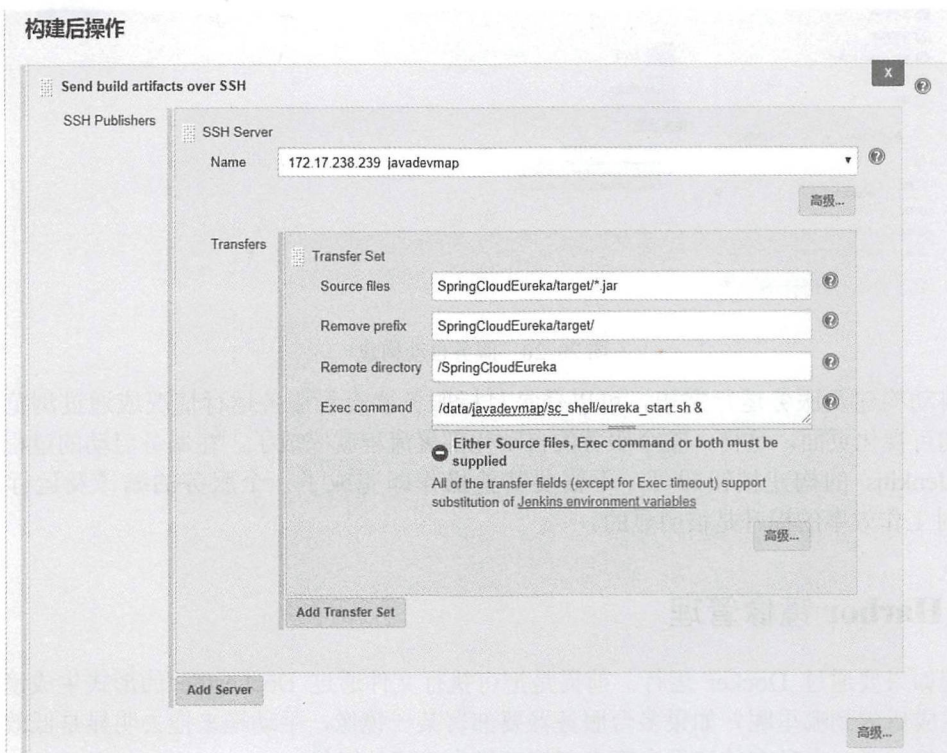 构建后操作
X
Send build artifacts over SSH
SSH Publishers
SSH Server
Name
172.17.238.239 javadevmap
高级...
Transfers
Transfer Set
Source files
SpringCloudEureka/target/*.jar
Remove prefix
SpringCloudEureka/target/
Remote directory
/SpringCloudEureka
Exec command
/data/javadevmap/sc_shell/eureka_start.sh &
Either Source files, Exec command or both must be
supplied
All of the transfer fields (except for Exec timeout) support
substitution of Jenkins environment variables
高级...
Add Transfer Set
Add Server
高级...